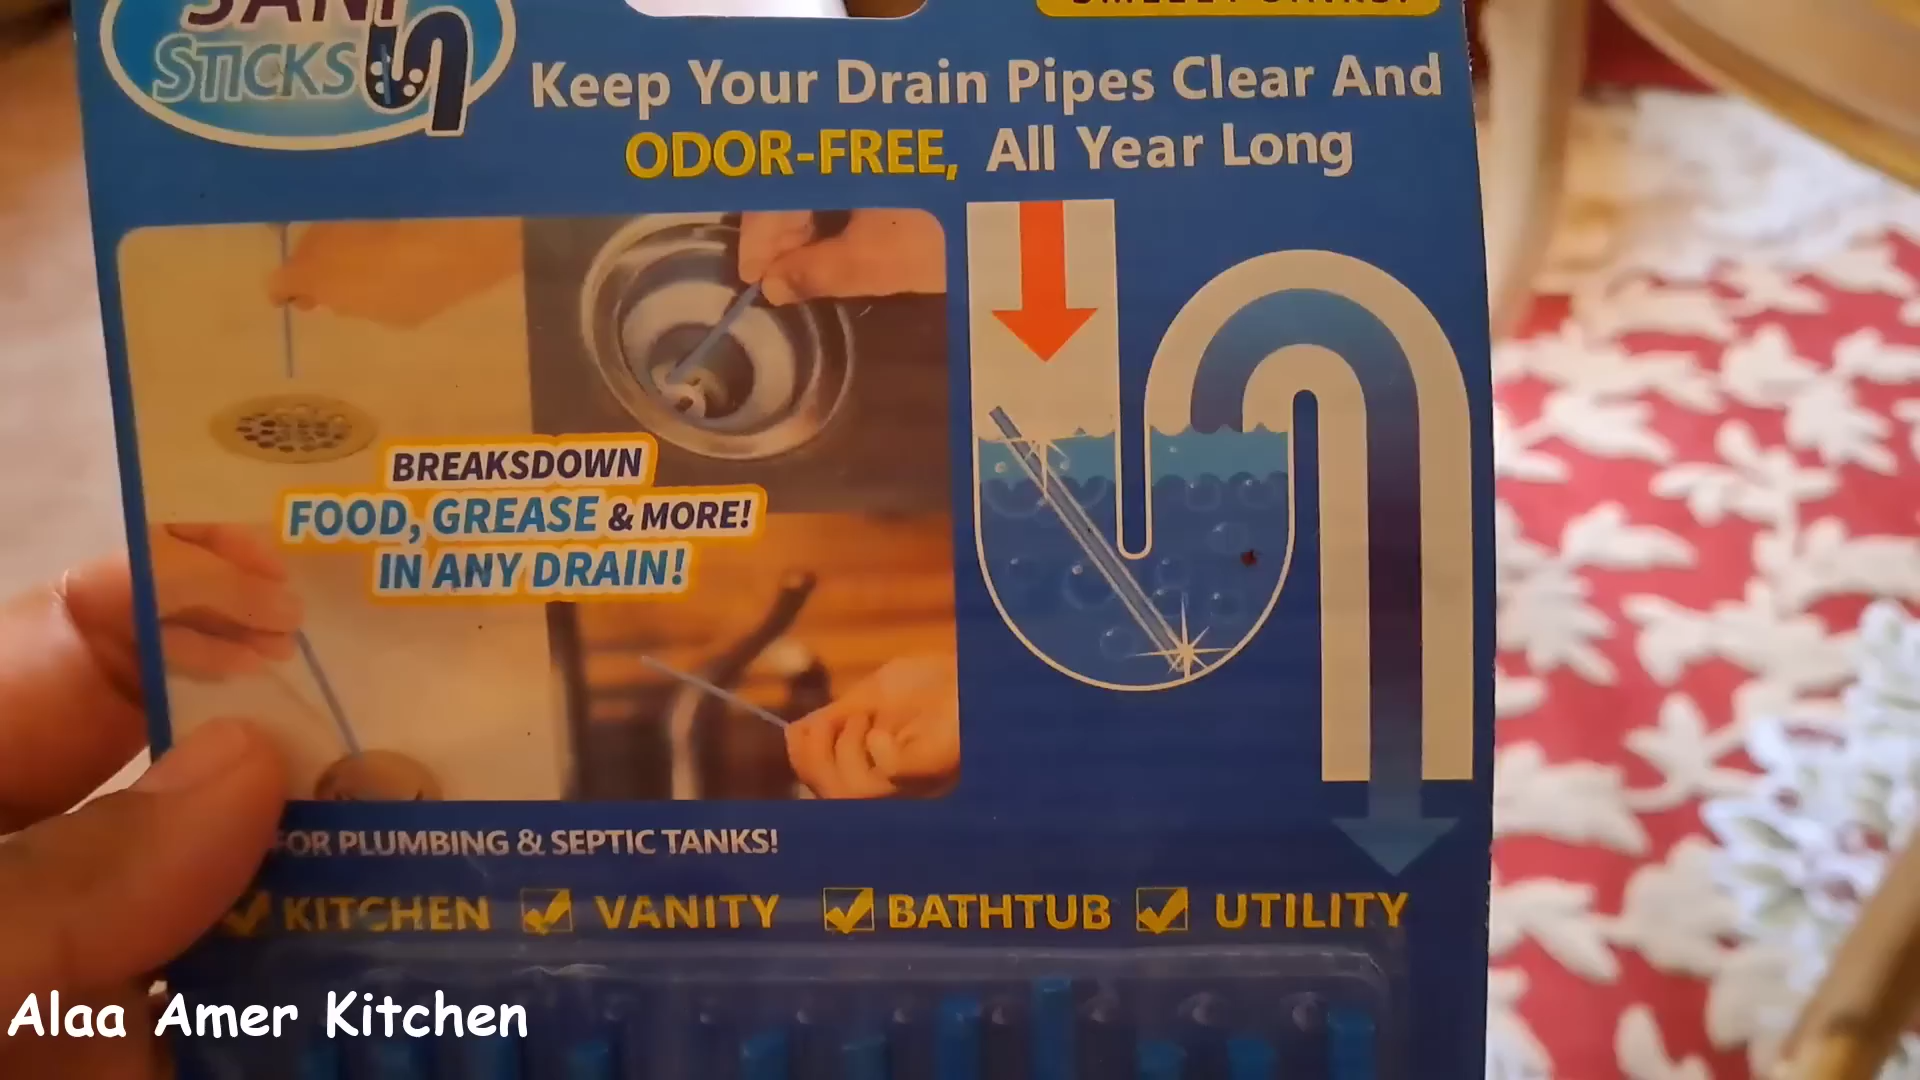 SANI
STICKS
Keep Your Drain Pipes Clear And
ODOR-FREE, All Year Long
BREAKSDOWN
FOOD, GREASE & MORE!
IN ANY DRAIN!
FOR PLUMBING & SEPTIC TANKS!
KITCHEN VANITY BATHTUB UTILITY
Alaa Amer Kitchen